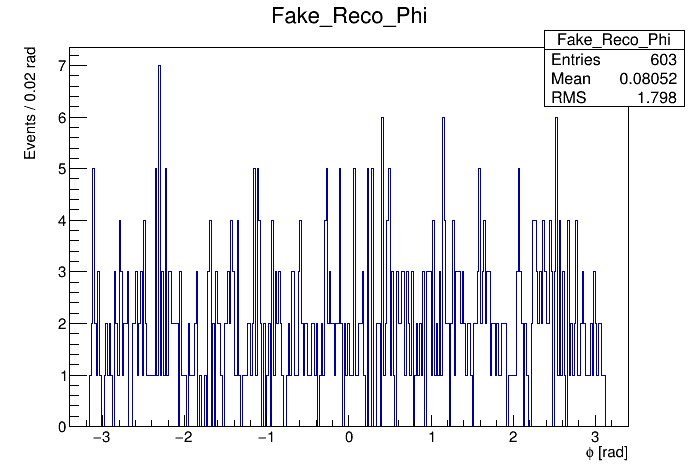 Fake_Reco_Phi
Fake_Reco_Phi
Entries 603
Mean 0.08052
RMS 1.798
Events / 0.02 rad
7
6
5
4
3
2
1
0
−3 −2 −1 0 1 2 3
ϕ [rad]